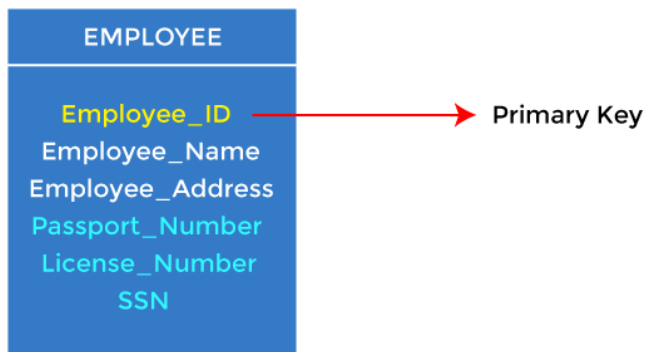 EMPLOYEE
Employee_ID
Primary Key
Employee_Name
Employee_Address
Passport_Number
License_Number
SSN